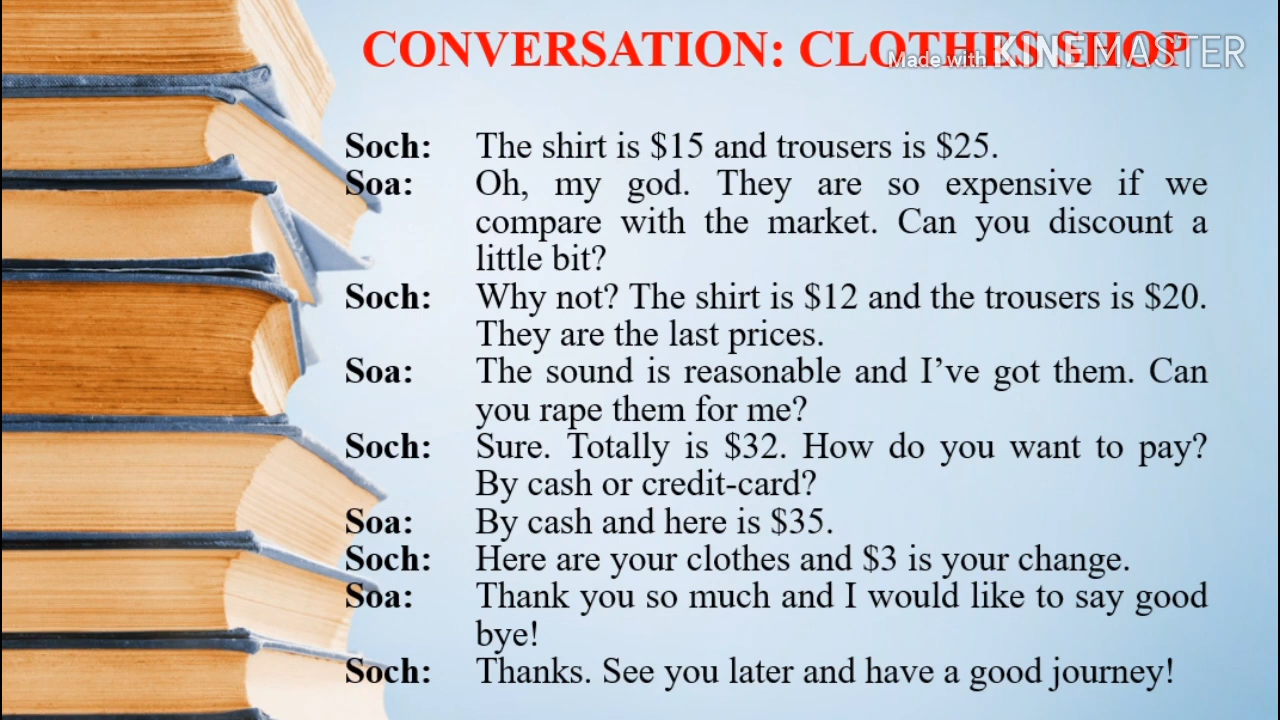 CONVERSATION: CLOTHES SHOP
Made with KINEMASTER
Soch: The shirt is $15 and trousers is $25.
Soa: Oh, my god. They are so expensive if we
compare with the market. Can you discount a
little bit?
Soch: Why not? The shirt is $12 and the trousers is $20.
They are the last prices.
Soa: The sound is reasonable and I’ve got them. Can
you rape them for me?
Soch: Sure. Totally is $32. How do you want to pay?
By cash or credit-card?
Soa: By cash and here is $35.
Soch: Here are your clothes and $3 is your change.
Soa: Thank you so much and I would like to say good
bye!
Soch: Thanks. See you later and have a good journey!